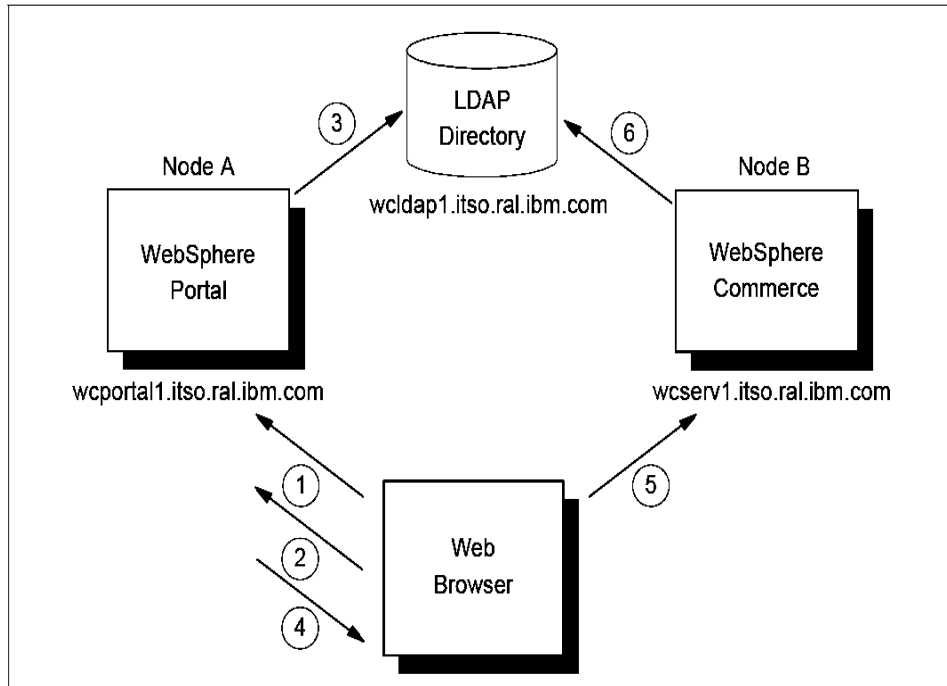 LDAP
Directory
3
6
Node A
Node B
wcldap1.itso.ral.ibm.com
WebSphere
Portal
WebSphere
Commerce
wcportal1.itso.ral.ibm.com
wcserv1.itso.ral.ibm.com
1
5
2
Web
Browser
4